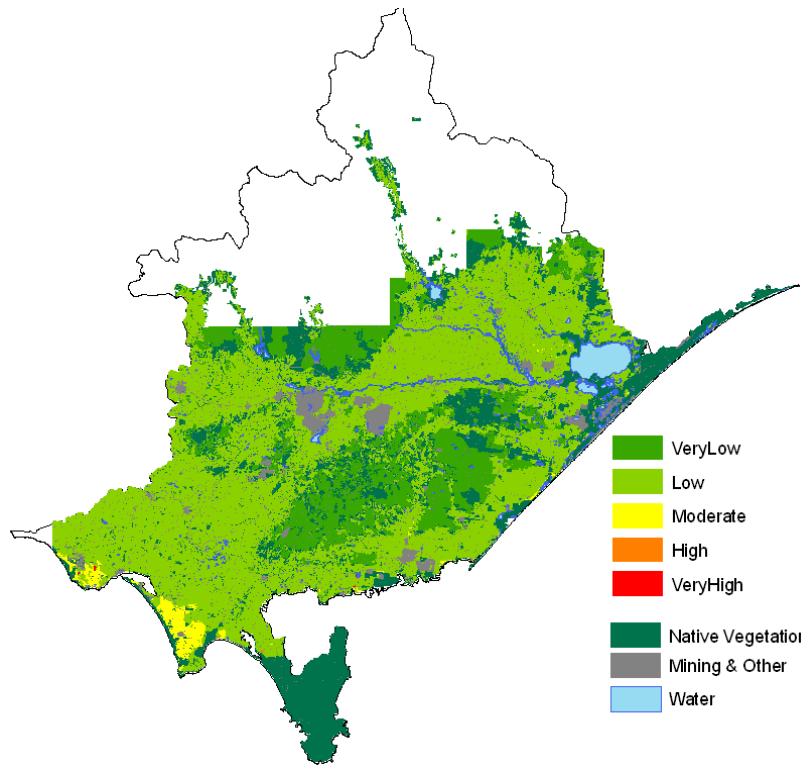 VeryLow
Low
Moderate
High
VeryHigh
Native Vegetation
Mining & Other
Water